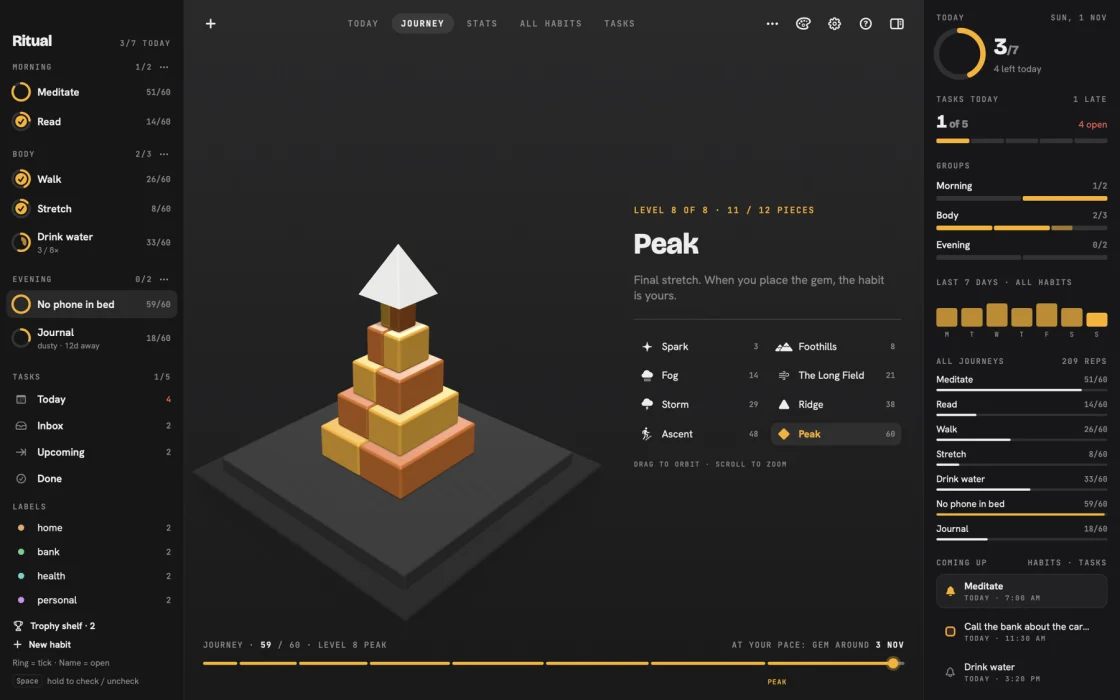 Ritual
3/7 TODAY
MORNING 1/2
Meditate 51/60
Read 14/60
BODY 2/3
Walk 26/60
Stretch 8/60
Drink water 33/60
3 / 8×
EVENING 0/2
No phone in bed 59/60
Journal 18/60
dusty · 12d away
TASKS 1/5
Today 4
Inbox 2
Upcoming 2
Done
LABELS
home 2
bank 2
health 2
personal 2
Trophy shelf · 2
New habit
Ring = tick · Name = open
Space hold to check / uncheck
TODAY JOURNEY STATS ALL HABITS TASKS
LEVEL 8 OF 8 · 11 / 12 PIECES
Peak
Final stretch. When you place the gem, the habit
is yours.
Spark 3 Foothills 8
Fog 14 The Long Field 21
Storm 29 Ridge 38
Ascent 48 Peak 60
DRAG TO ORBIT · SCROLL TO ZOOM
JOURNEY · 59 / 60 · LEVEL 8 PEAK
AT YOUR PACE: GEM AROUND 3 NOV
PEAK
TODAY SUN, 1 NOV
3/7
4 left today
TASKS TODAY 1 LATE
1 of 5 4 open
GROUPS
Morning 1/2
Body 2/3
Evening 0/2
LAST 7 DAYS · ALL HABITS
M T W T F S S
ALL JOURNEYS 209 REPS
Meditate 51/60
Read 14/60
Walk 26/60
Stretch 8/60
Drink water 33/60
No phone in bed 59/60
Journal 18/60
COMING UP HABITS · TASKS
Meditate
TODAY · 7:00 AM
Call the bank about the car...
TODAY · 11:30 AM
Drink water
TODAY · 3:20 PM